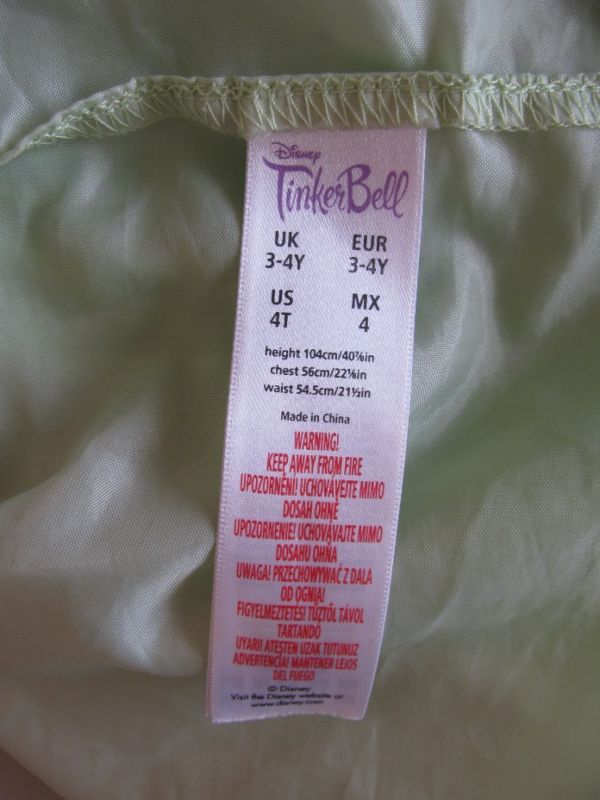 Disney
TinkerBell
UK EUR
3-4Y 3-4Y
US MX
4T 4
height 104cm/40⅞in
chest 56cm/22⅛in
waist 54.5cm/21½in
Made in China
WARNING!
KEEP AWAY FROM FIRE
UPOZORNĚNÍ! UCHOVÁVEJTE MIMO
DOSAH OHNĚ
UPOZORNENIE! UCHOVÁVAJTE MIMO
DOSAHU OHŇA
UWAGA! PRZECHOWYWAĆ Z DALA
OD OGNIA!
FIGYELMEZTETÉS! TŰZTŐL TÁVOL
TARTANDÓ
UYARI! ATEŞTEN UZAK TUTUNUZ
ADVERTENCIA! MANTENER LEJOS
DEL FUEGO
© Disney
Visit the Disney website at
www.disney.com